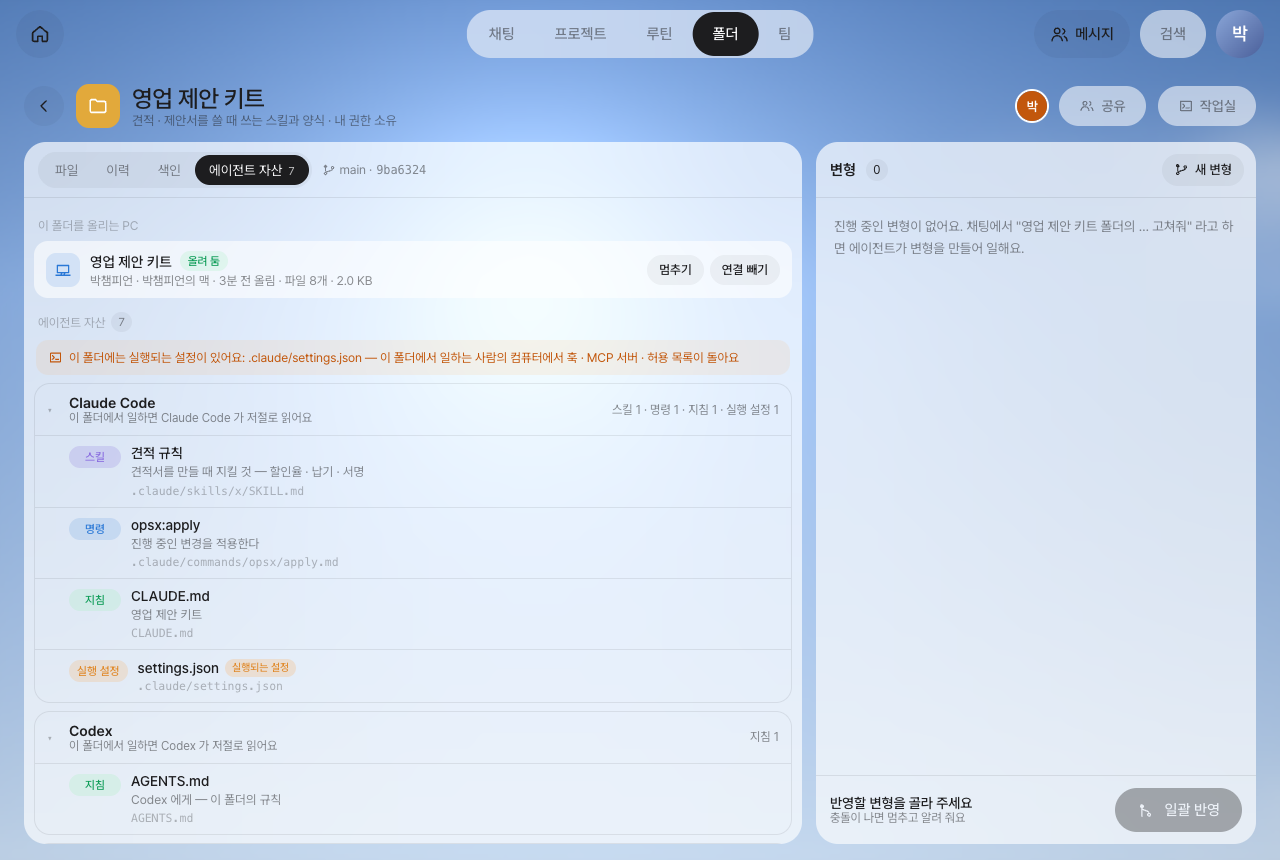 채팅
프로젝트
루틴
폴더
팀
메시지
검색
박
영업 제안 키트
견적 · 제안서를 쓸 때 쓰는 스킬과 양식 · 내 권한 소유
박
공유
작업실
파일
이력
색인
에이전트 자산 7
main · 9ba6324
이 폴더를 올리는 PC
영업 제안 키트 올려 둠
박챔피언 · 박챔피언의 맥 · 3분 전 올림 · 파일 8개 · 2.0 KB
멈추기
연결 빼기
에이전트 자산 7
이 폴더에는 실행되는 설정이 있어요: .claude/settings.json — 이 폴더에서 일하는 사람의 컴퓨터에서 훅 · MCP 서버 · 허용 목록이 돌아요
Claude Code
이 폴더에서 일하면 Claude Code 가 저절로 읽어요
스킬 1 · 명령 1 · 지침 1 · 실행 설정 1
스킬
견적 규칙
견적서를 만들 때 지킬 것 — 할인율 · 납기 · 서명
.claude/skills/x/SKILL.md
명령
opsx:apply
진행 중인 변경을 적용한다
.claude/commands/opsx/apply.md
지침
CLAUDE.md
영업 제안 키트
CLAUDE.md
실행 설정
settings.json 실행되는 설정
.claude/settings.json
Codex
이 폴더에서 일하면 Codex 가 저절로 읽어요
지침 1
지침
AGENTS.md
Codex 에게 — 이 폴더의 규칙
AGENTS.md
변형 0
새 변형
진행 중인 변형이 없어요. 채팅에서 "영업 제안 키트 폴더의 … 고쳐줘" 라고 하
면 에이전트가 변형을 만들어 일해요.
반영할 변형을 골라 주세요
충돌이 나면 멈추고 알려 줘요
일괄 반영